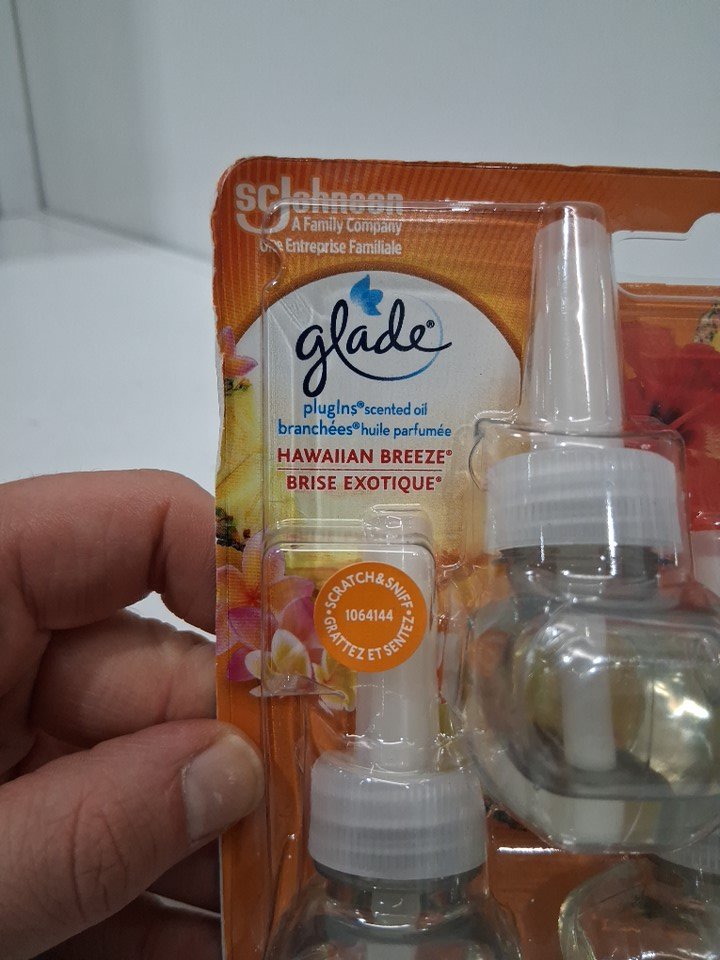 SC Johnson
A Family Company
Une Entreprise Familiale
glade®
plugIns® scented oil
branchées® huile parfumée
HAWAIIAN BREEZE®
BRISE EXOTIQUE®
• SCRATCH & SNIFF •
1064144
GRATTEZ ET SENTEZ